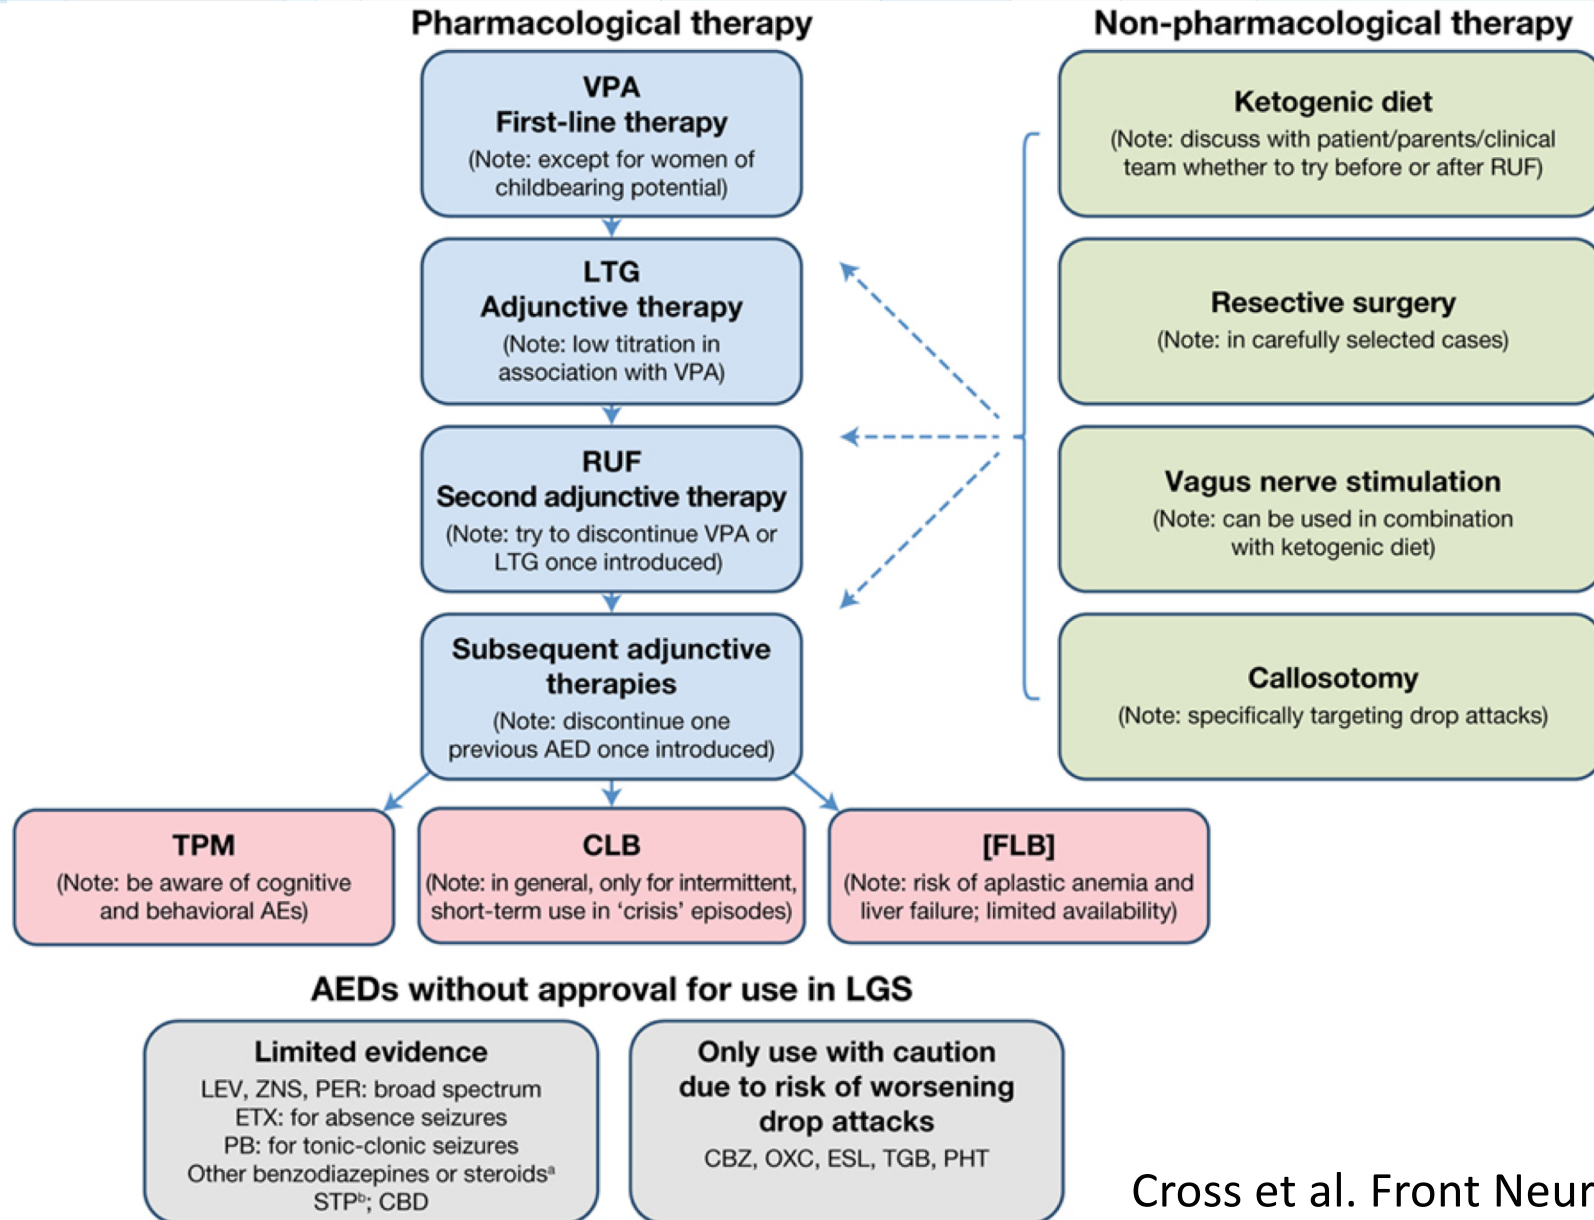 Pharmacological therapy
VPA
First-line therapy
(Note: except for women of
childbearing potential)
LTG
Adjunctive therapy
(Note: low titration in
association with VPA)
RUF
Second adjunctive therapy
(Note: try to discontinue VPA or
LTG once introduced)
Subsequent adjunctive
therapies
(Note: discontinue one
previous AED once introduced)
TPM
(Note: be aware of cognitive
and behavioral AEs)
CLB
(Note: in general, only for intermittent,
short-term use in ‘crisis’ episodes)
[FLB]
(Note: risk of aplastic anemia and
liver failure; limited availability)
Non-pharmacological therapy
Ketogenic diet
(Note: discuss with patient/parents/clinical
team whether to try before or after RUF)
Resective surgery
(Note: in carefully selected cases)
Vagus nerve stimulation
(Note: can be used in combination
with ketogenic diet)
Callosotomy
(Note: specifically targeting drop attacks)
AEDs without approval for use in LGS
Limited evidence
LEV, ZNS, PER: broad spectrum
ETX: for absence seizures
PB: for tonic-clonic seizures
Other benzodiazepines or steroidsᵃ
STPᵇ; CBD
Only use with caution
due to risk of worsening
drop attacks
CBZ, OXC, ESL, TGB, PHT
Cross et al. Front Neur